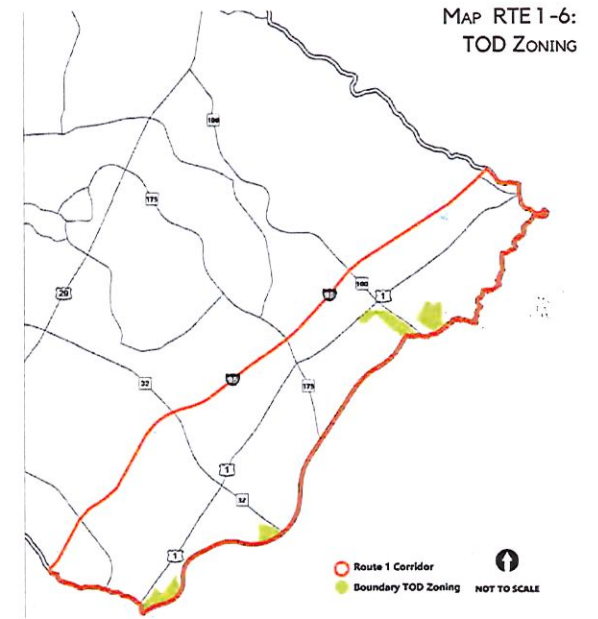 MAP RTE 1-6:
TOD ZONING
100
175
29
100
1
95
32
175
1
32
1
Route 1 Corridor
Boundary TOD Zoning
NOT TO SCALE